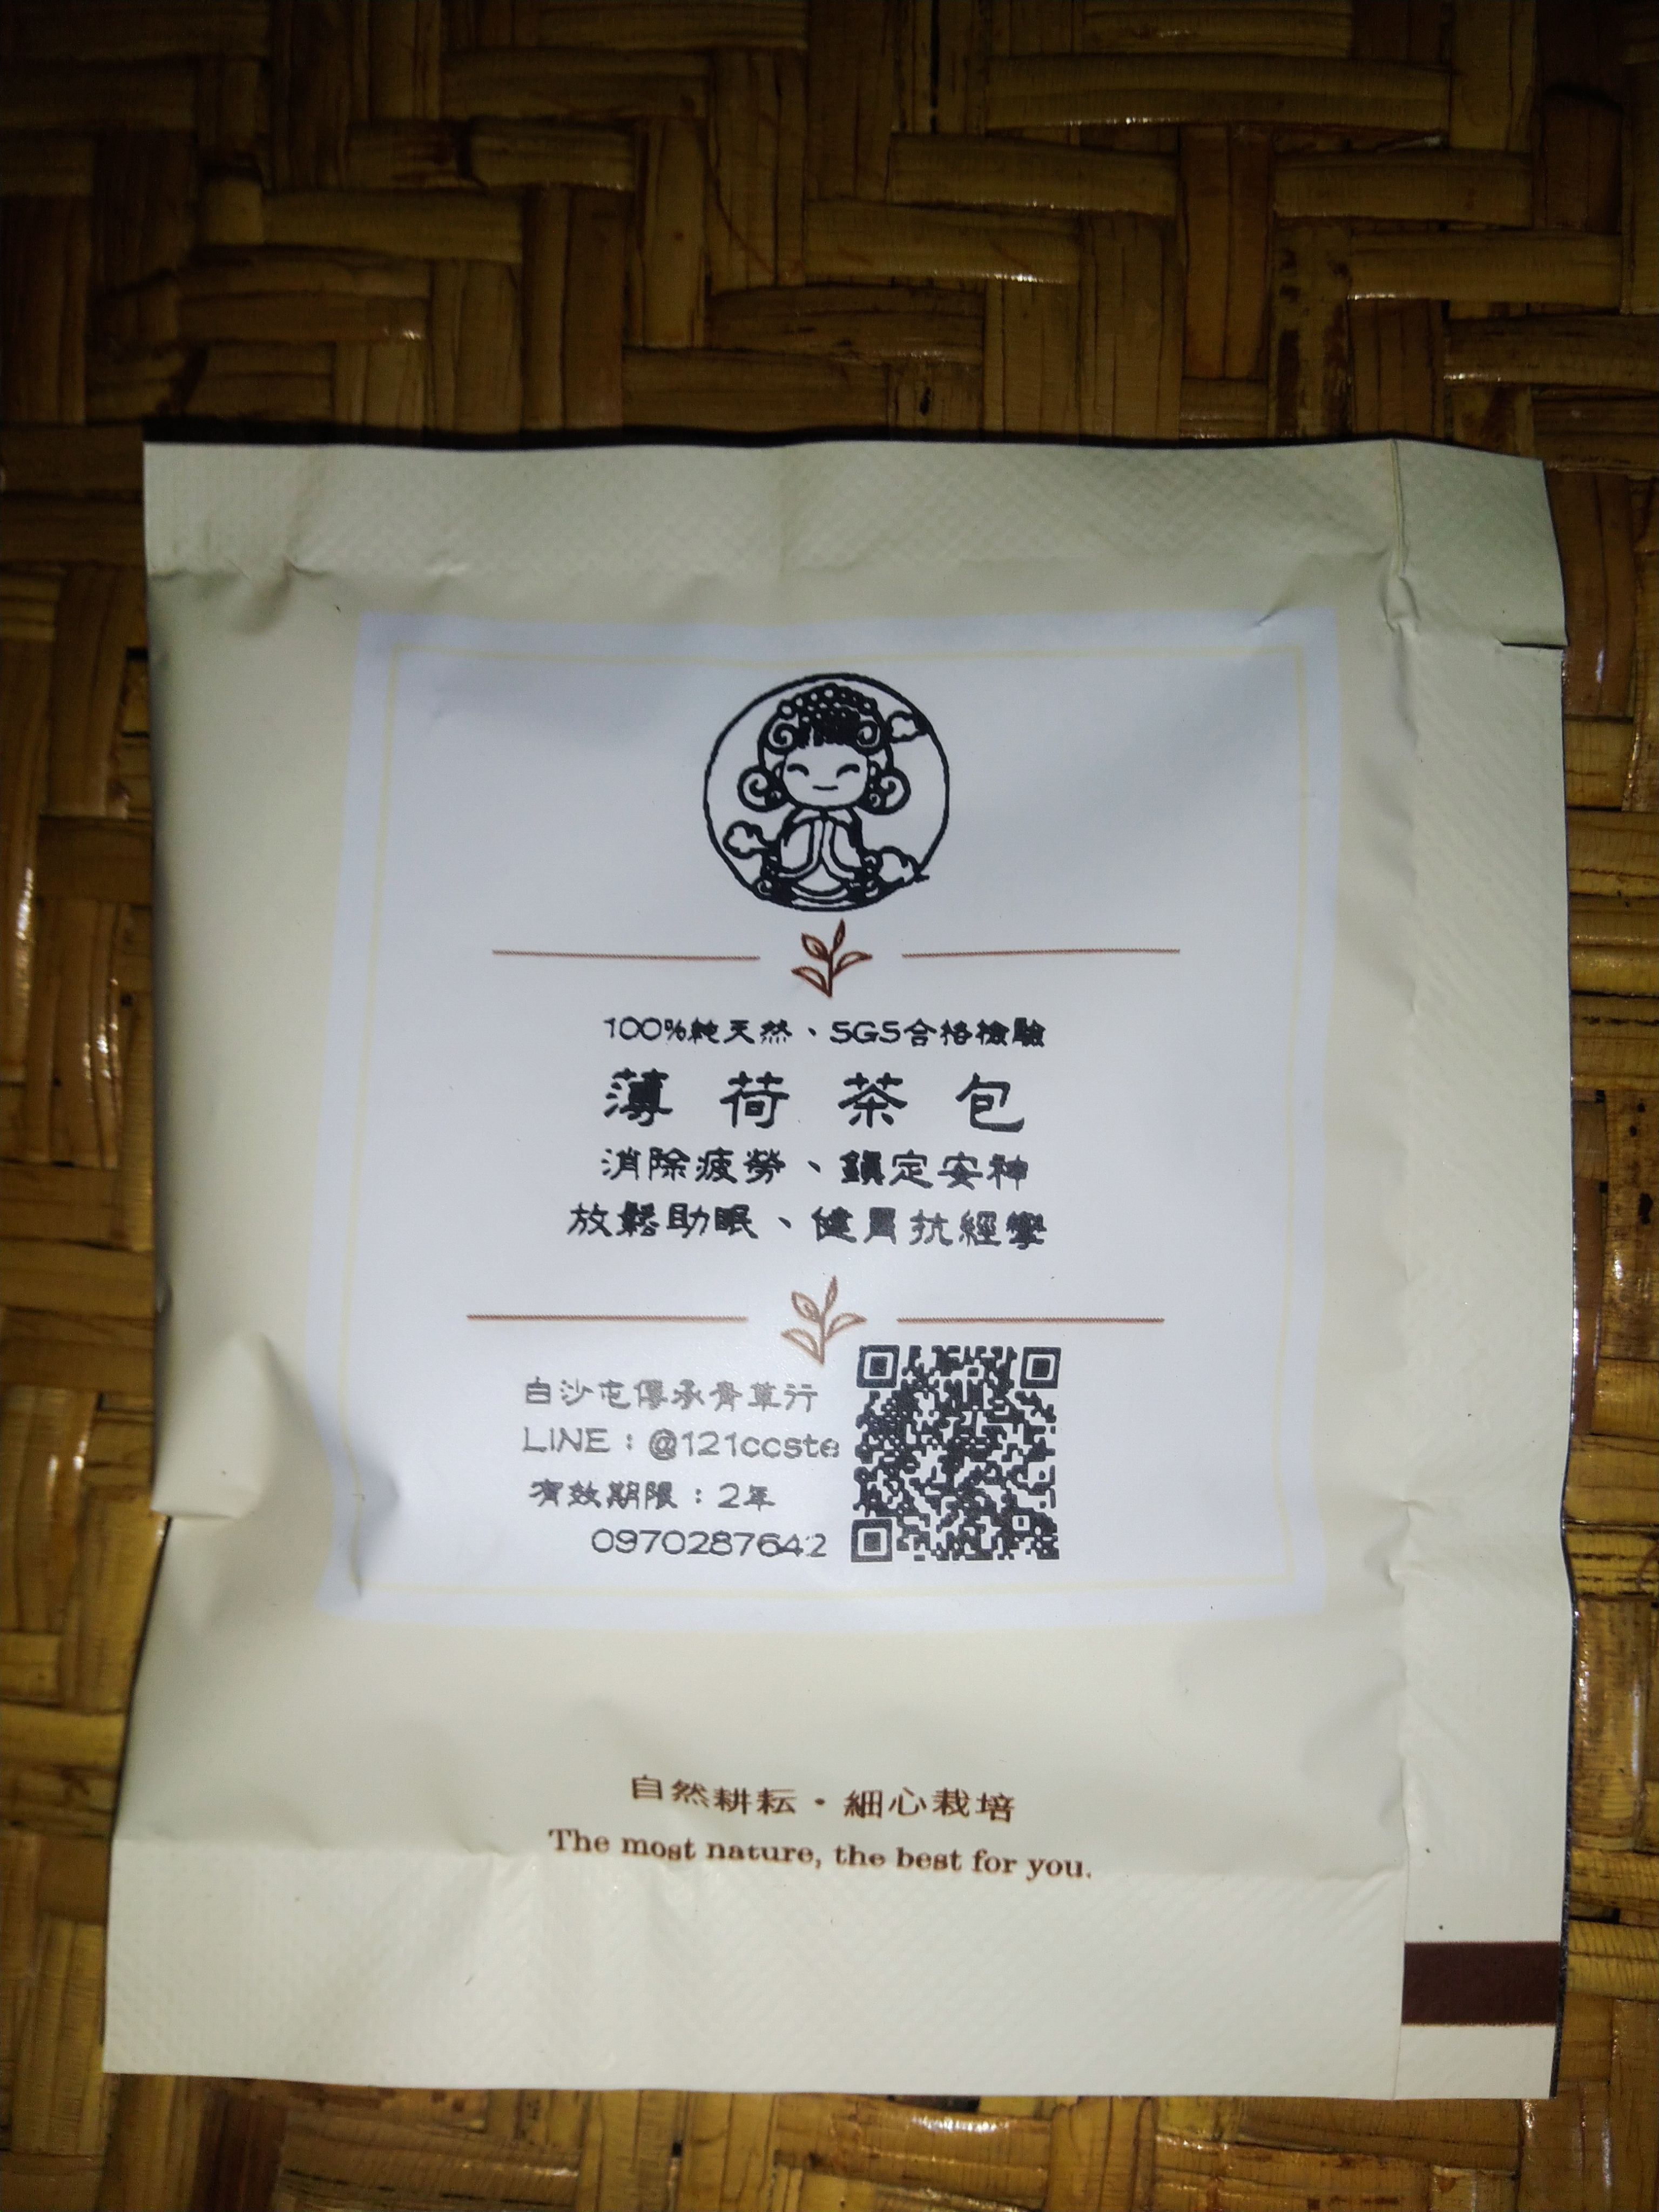 100%純天然、SGS合格檢驗
薄荷茶包
消除疲勞、鎮定安神
放鬆助眠、健胃抗經攣
白沙屯傳承青草行
LINE：@121ccste
有效期限：2年
0970287642
自然耕耘・細心栽培
The most nature, the best for you.